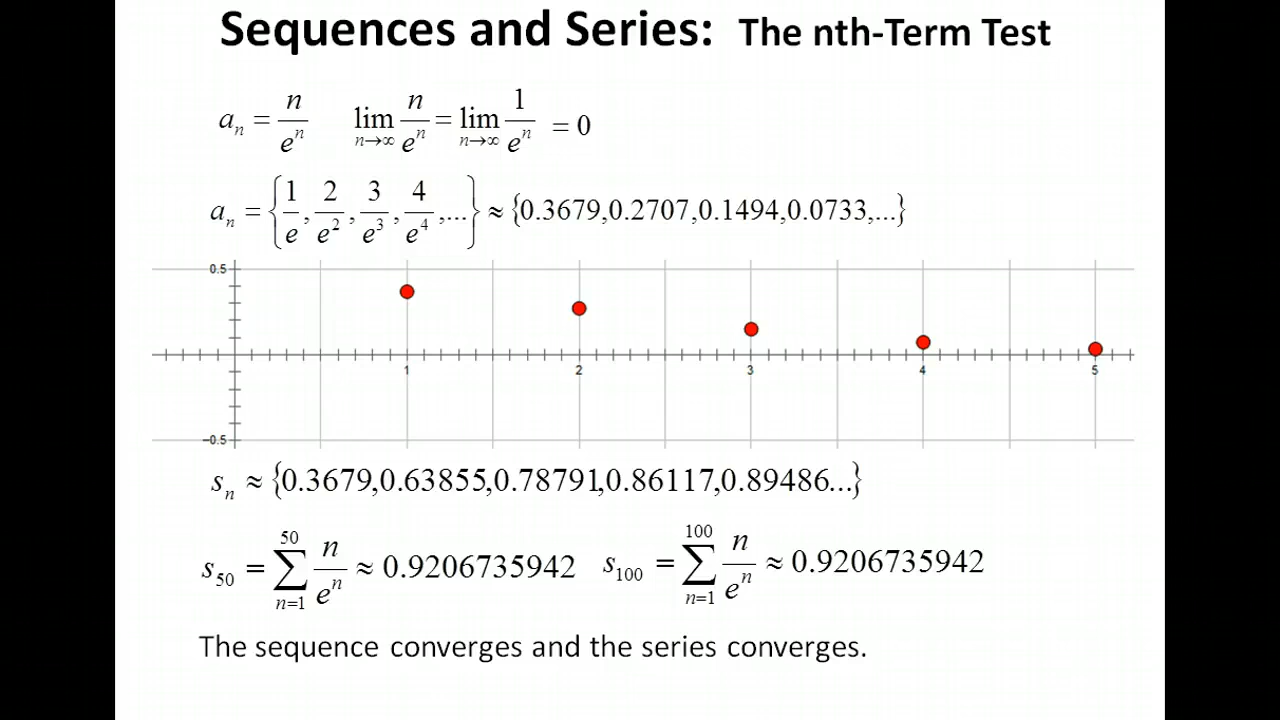 Sequences and Series: The nth-Term Test
aₙ = n/eⁿ   lim n→∞ n/eⁿ = lim n→∞ 1/eⁿ = 0
aₙ = {1/e, 2/e², 3/e³, 4/e⁴, ...} ≈ {0.3679,0.2707,0.1494,0.0733,...}
0.5
1 2 3 4 5
−0.5
sₙ ≈ {0.3679,0.63855,0.78791,0.86117,0.89486...}
s₅₀ = ∑ n=1 50 n/eⁿ ≈ 0.9206735942   s₁₀₀ = ∑ n=1 100 n/eⁿ ≈ 0.9206735942
The sequence converges and the series converges.